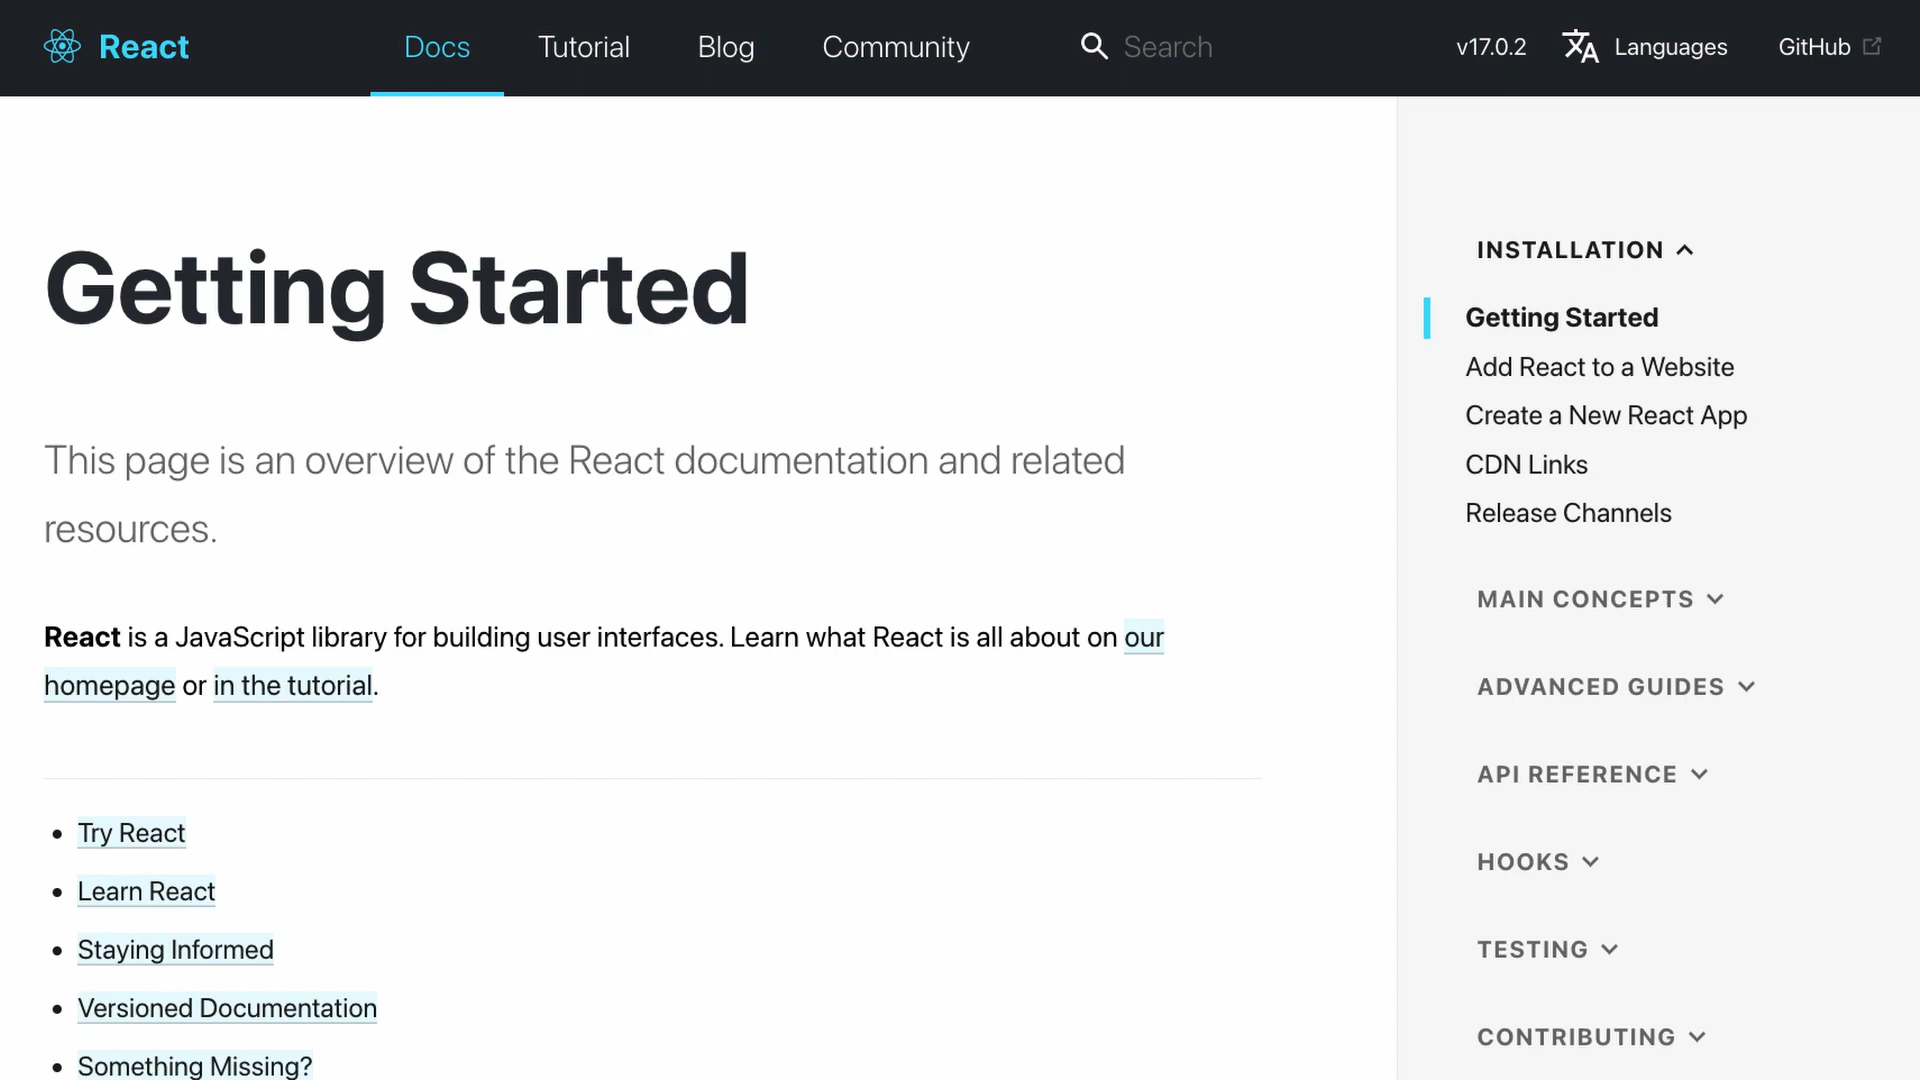 React
Docs
Tutorial
Blog
Community
Search
v17.0.2
Languages
GitHub
Getting Started
This page is an overview of the React documentation and related
resources.
React is a JavaScript library for building user interfaces. Learn what React is all about on our
homepage or in the tutorial.
Try React
Learn React
Staying Informed
Versioned Documentation
Something Missing?
INSTALLATION
Getting Started
Add React to a Website
Create a New React App
CDN Links
Release Channels
MAIN CONCEPTS
ADVANCED GUIDES
API REFERENCE
HOOKS
TESTING
CONTRIBUTING